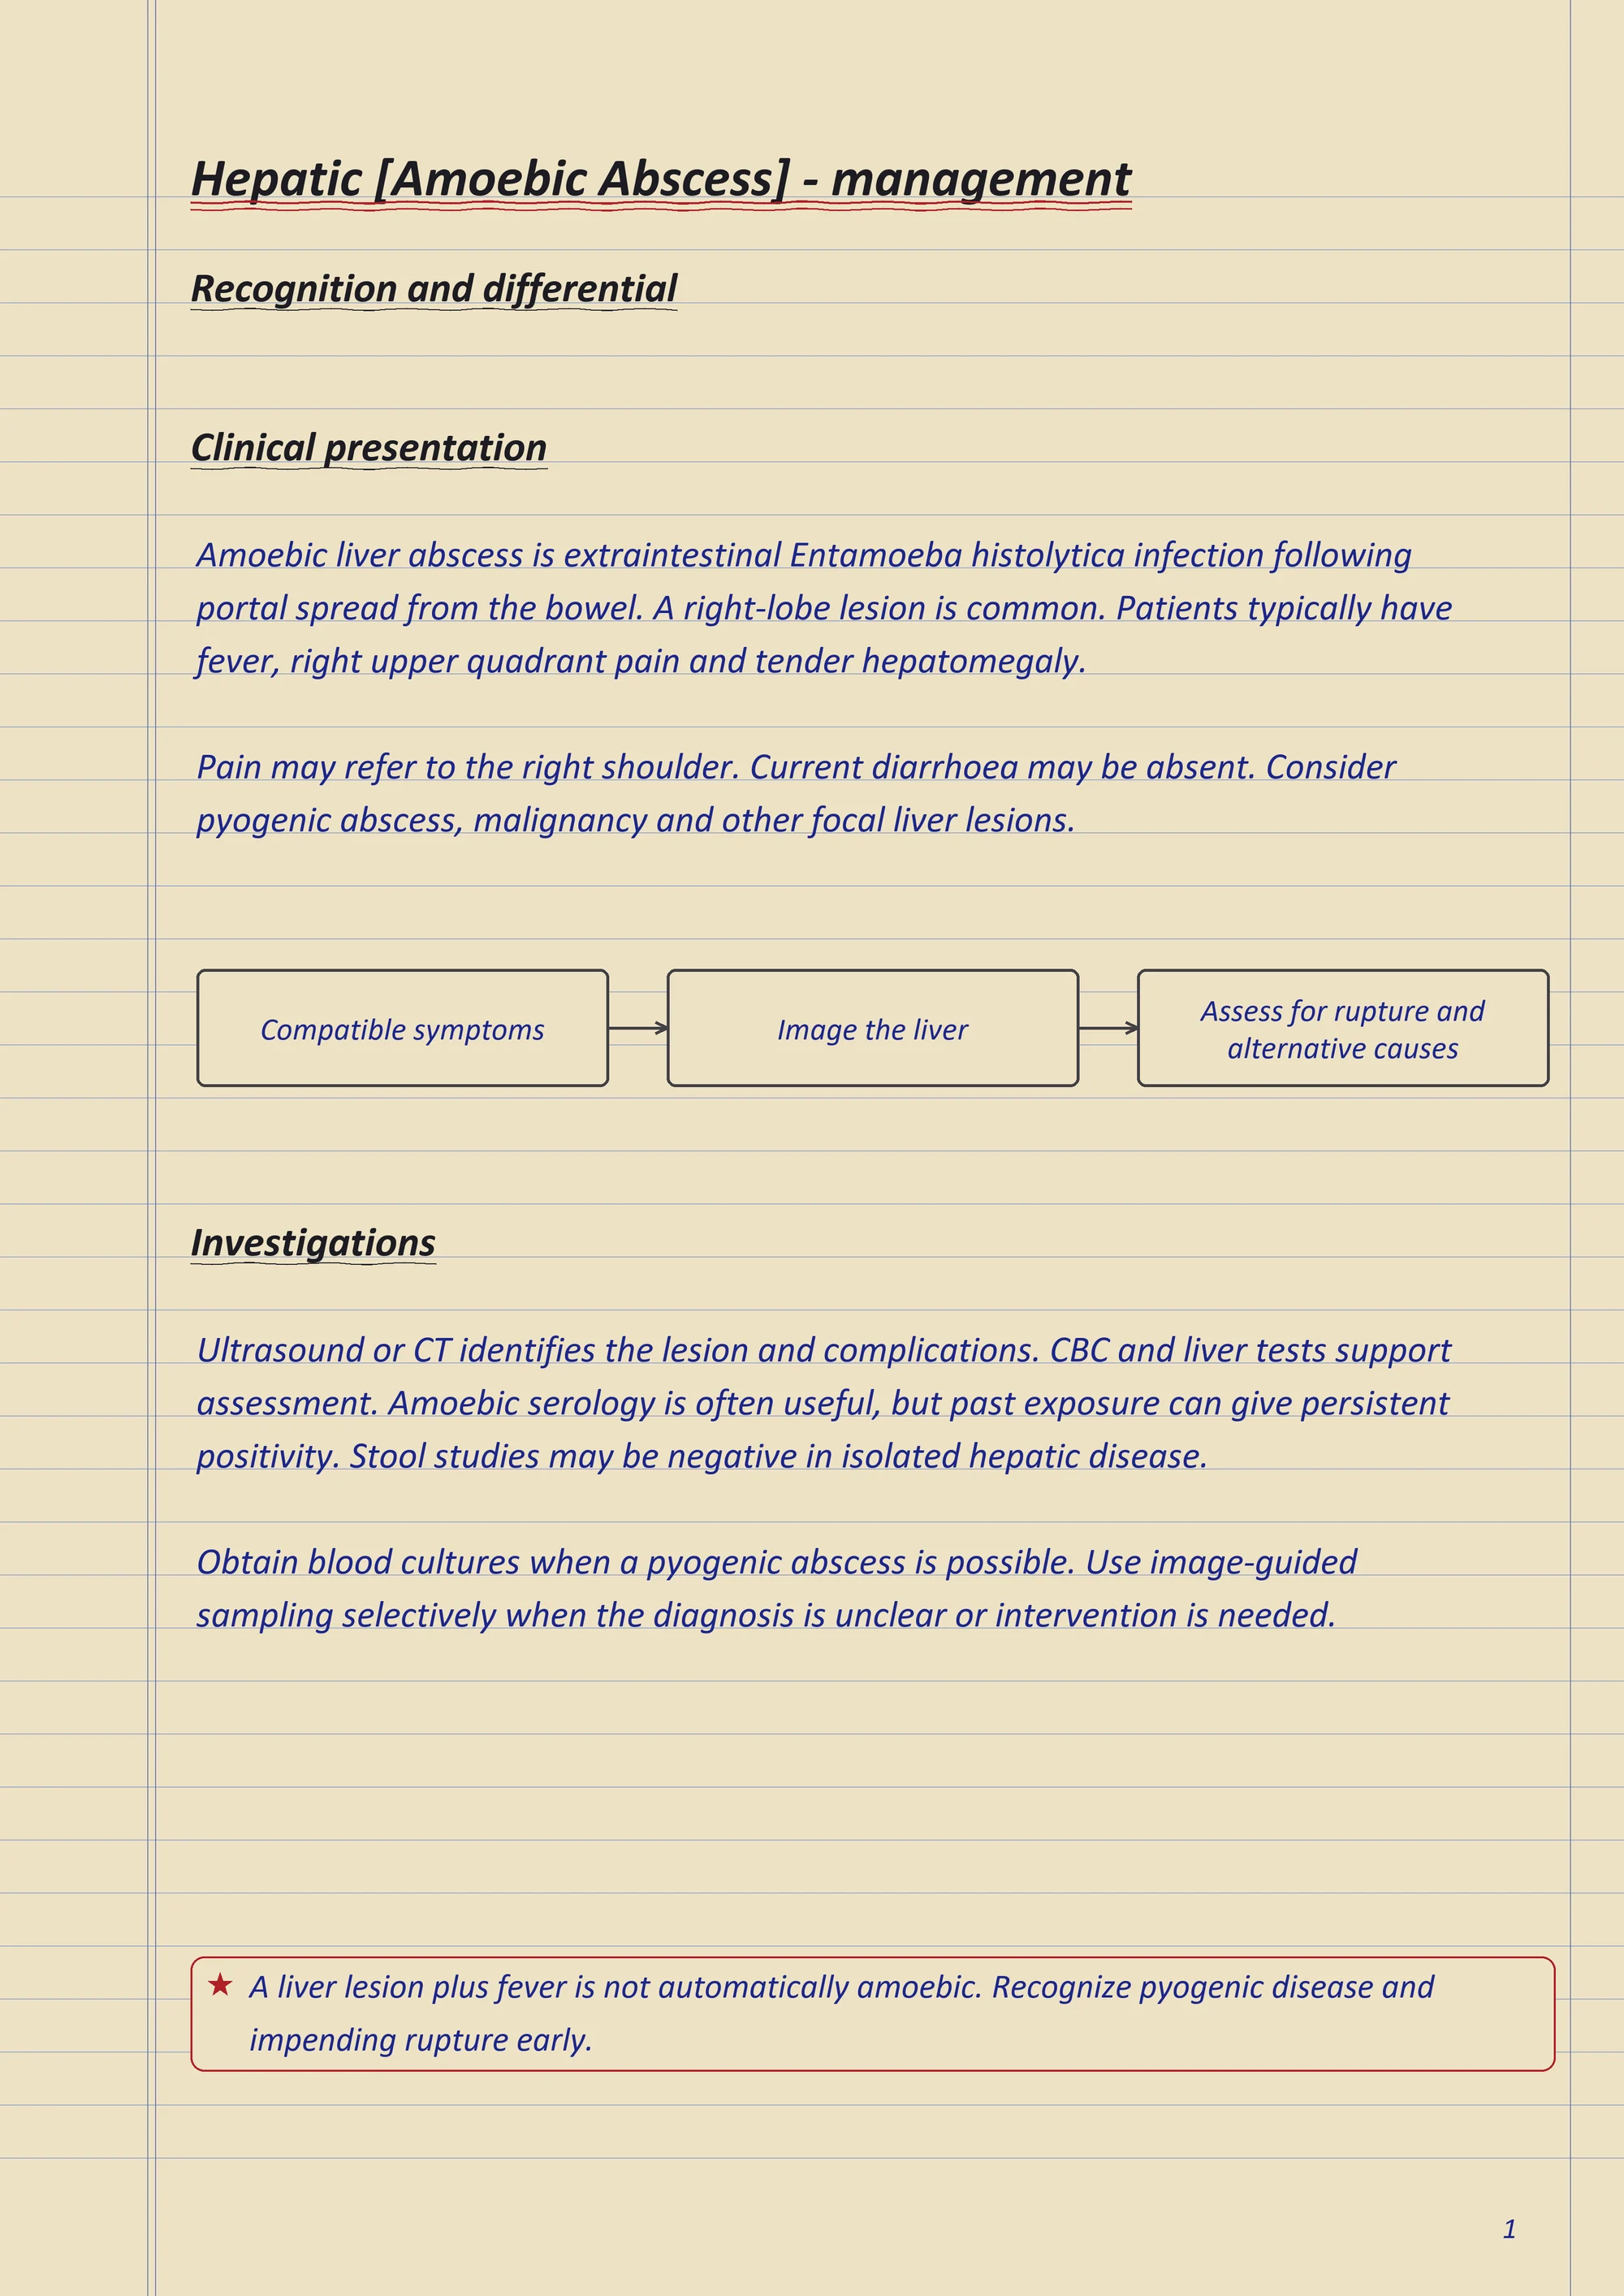 Hepatic [Amoebic Abscess] - management
Recognition and differential
Clinical presentation
Amoebic liver abscess is extraintestinal Entamoeba histolytica infection following
portal spread from the bowel. A right-lobe lesion is common. Patients typically have
fever, right upper quadrant pain and tender hepatomegaly.
Pain may refer to the right shoulder. Current diarrhoea may be absent. Consider
pyogenic abscess, malignancy and other focal liver lesions.
Compatible symptoms
Image the liver
Assess for rupture and
alternative causes
Investigations
Ultrasound or CT identifies the lesion and complications. CBC and liver tests support
assessment. Amoebic serology is often useful, but past exposure can give persistent
positivity. Stool studies may be negative in isolated hepatic disease.
Obtain blood cultures when a pyogenic abscess is possible. Use image-guided
sampling selectively when the diagnosis is unclear or intervention is needed.
★ A liver lesion plus fever is not automatically amoebic. Recognize pyogenic disease and
impending rupture early.
1